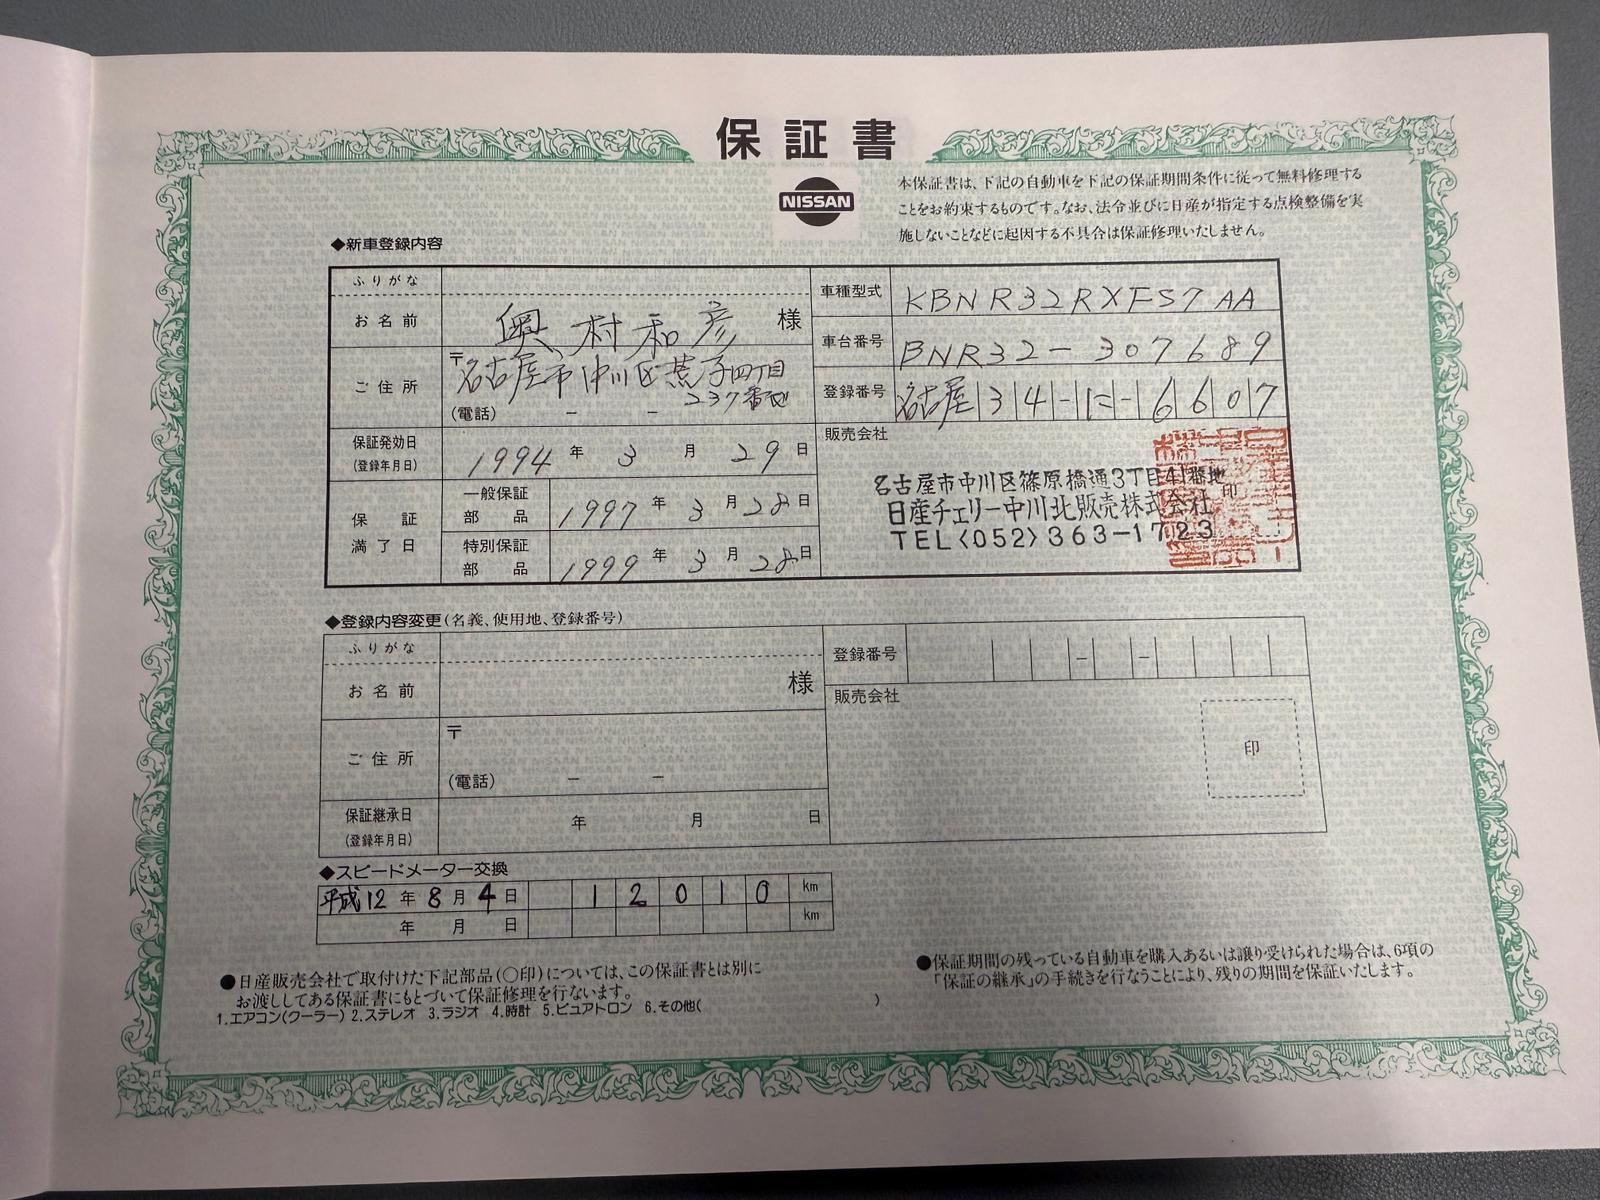 保証書
NISSAN
本保証書は、下記の自動車を下記の保証期間条件に従って無料修理する
ことをお約束するものです。なお、法令並びに日産が指定する点検整備を実
施しないことなどに起因する不具合は保証修理いたしません。
◆新車登録内容
ふりがな
お名前 奥村和彦 様
ご住所 〒 名古屋市中川区荒子四丁目
237番地
(電話) － －
保証発効日 (登録年月日) 1994 年 3 月 29 日
保証満了日
一般保証部品 1997 年 3 月 28 日
特別保証部品 1999 年 3 月 28 日
車種型式 KBNR32RXFS7AA
車台番号 BNR32-307689
登録番号 名古屋 34-に-6607
販売会社
名古屋市中川区篠原橋通3丁目41番地
日産チェリー中川北販売株式会社 印
TEL〈052〉363-1723
◆登録内容変更(名義、使用地、登録番号)
ふりがな
お名前 様
ご住所 〒
(電話) － －
保証継承日 (登録年月日) 年 月 日
登録番号 － －
販売会社
印
◆スピードメーター交換
平成12 年 8 月 4 日 12010 km
年 月 日 km
●日産販売会社で取付けた下記部品(○印)については、この保証書とは別に
お渡ししてある保証書にもとづいて保証修理を行ないます。
1.エアコン(クーラー) 2.ステレオ 3.ラジオ 4.時計 5.ピュアトロン 6.その他( )
●保証期間の残っている自動車を購入あるいは譲り受けられた場合は、6項の
「保証の継承」の手続きを行なうことにより、残りの期間を保証いたします。